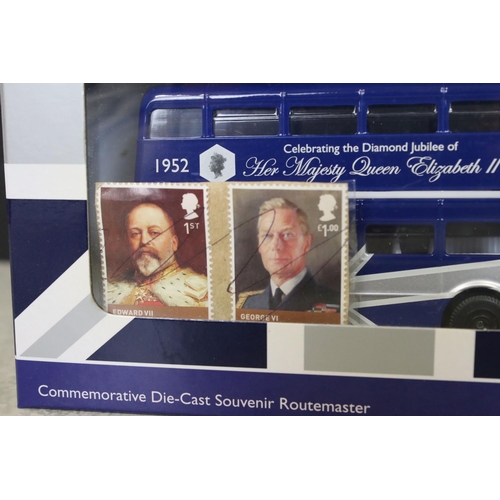 Celebrating the Diamond Jubilee of
1952 Her Majesty Queen Elizabeth II
1ST
£1.00
EDWARD VII
GEORGE VI
Commemorative Die-Cast Souvenir Routemaster